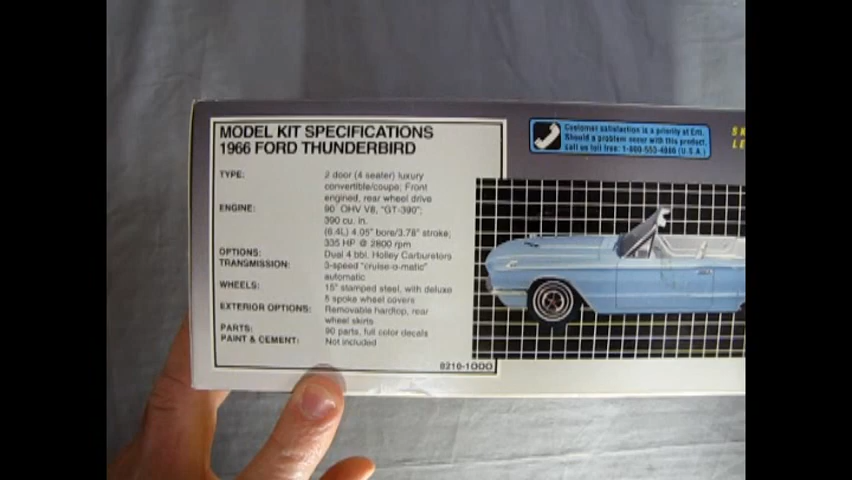 MODEL KIT SPECIFICATIONS
1966 FORD THUNDERBIRD
TYPE: 2 door (4 seater) luxury
convertible/coupe; Front
engined, rear wheel drive
ENGINE: 90° OHV V8, "GT-390";
390 cu. in.
(6.4L) 4.05" bore/3.78" stroke;
335 HP @ 2800 rpm
OPTIONS: Dual 4 bbl. Holley Carburetors
TRANSMISSION: 3-speed "cruise-o-matic"
automatic
WHEELS: 15" stamped steel, with deluxe
5 spoke wheel covers
EXTERIOR OPTIONS: Removable hardtop, rear
wheel skirts
PARTS: 90 parts, full color decals
PAINT & CEMENT: Not included
8210-1000
Customer satisfaction is a priority at Ertl.
Should a problem occur with this product,
call us toll free: 1-800-553-4886 (U.S.A.)